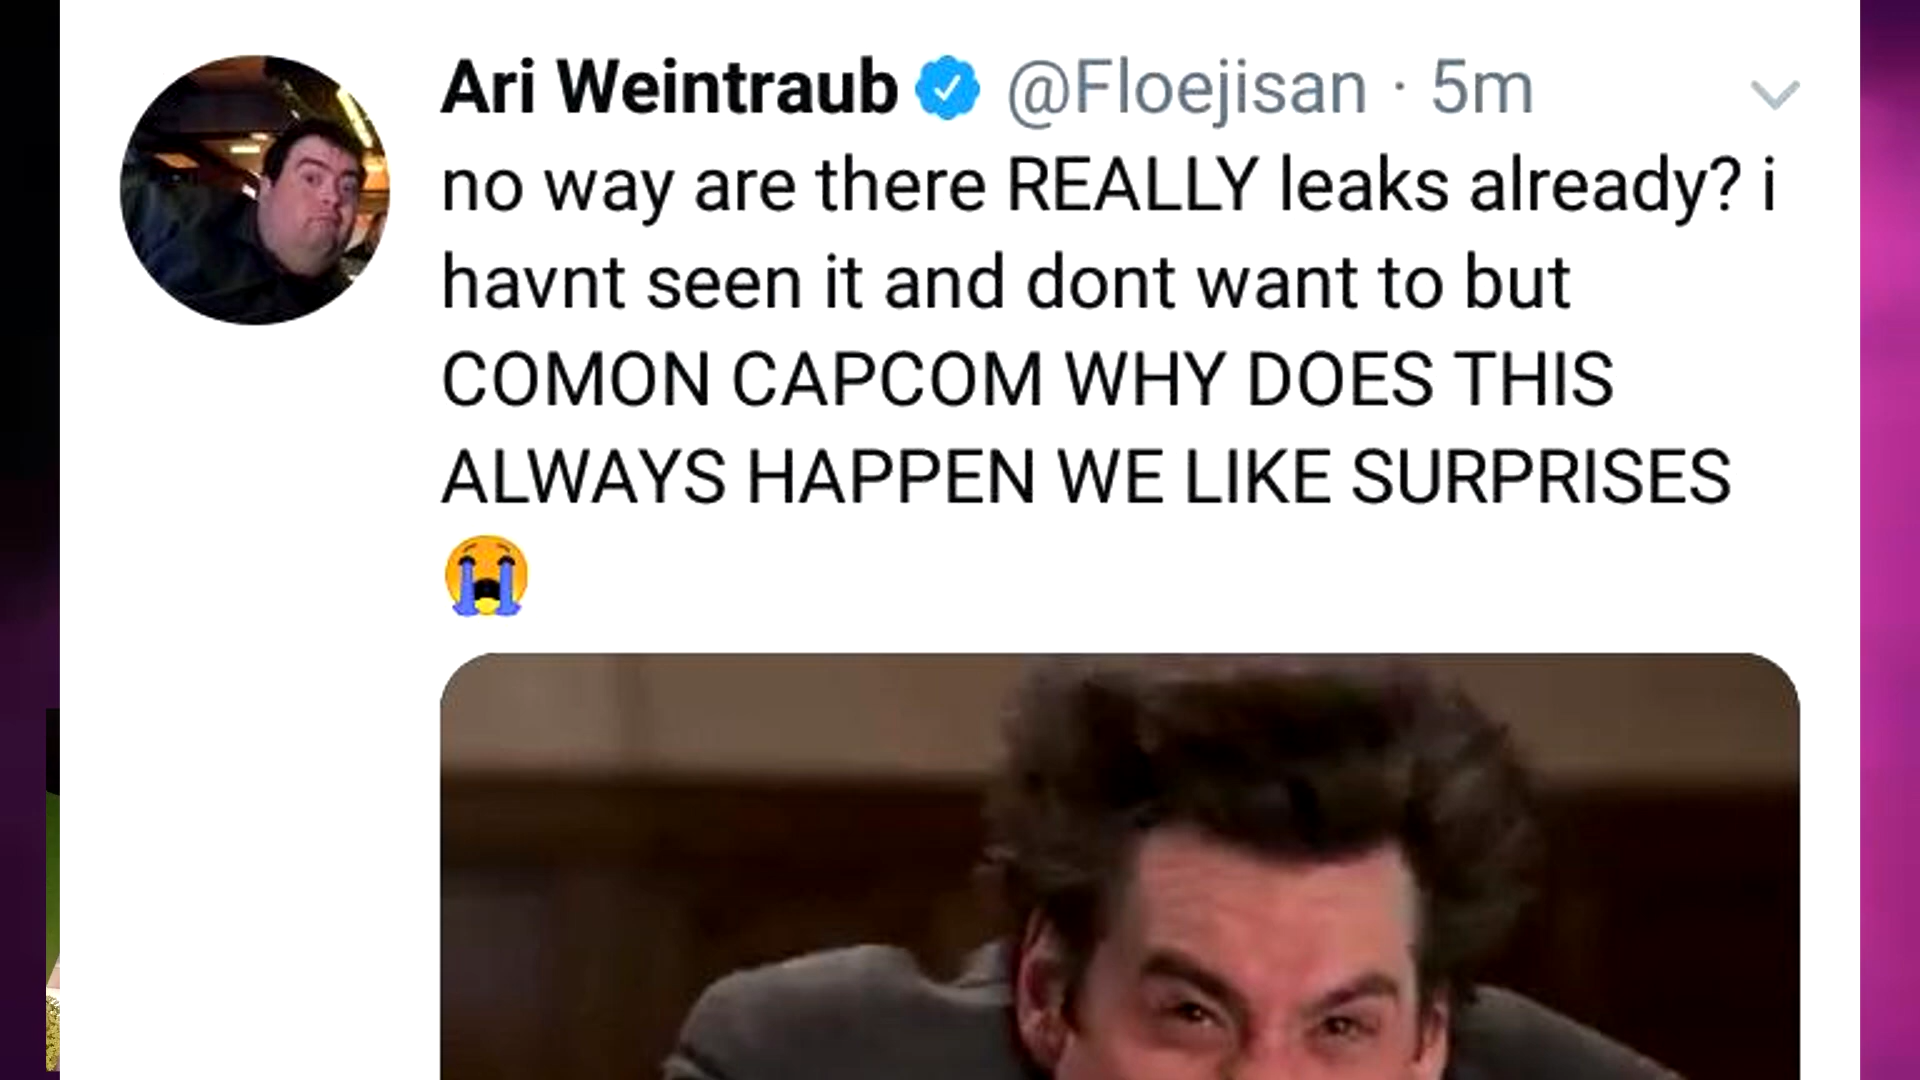 Ari Weintraub @Floejisan · 5m
no way are there REALLY leaks already? i
havnt seen it and dont want to but
COMON CAPCOM WHY DOES THIS
ALWAYS HAPPEN WE LIKE SURPRISES
😭